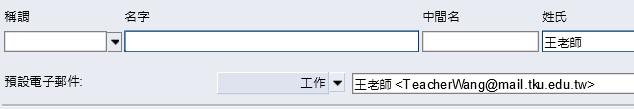 稱謂 名字 中間名 姓氏
王老師
預設電子郵件: 工作 王老師 <TeacherWang@mail.tku.edu.tw>